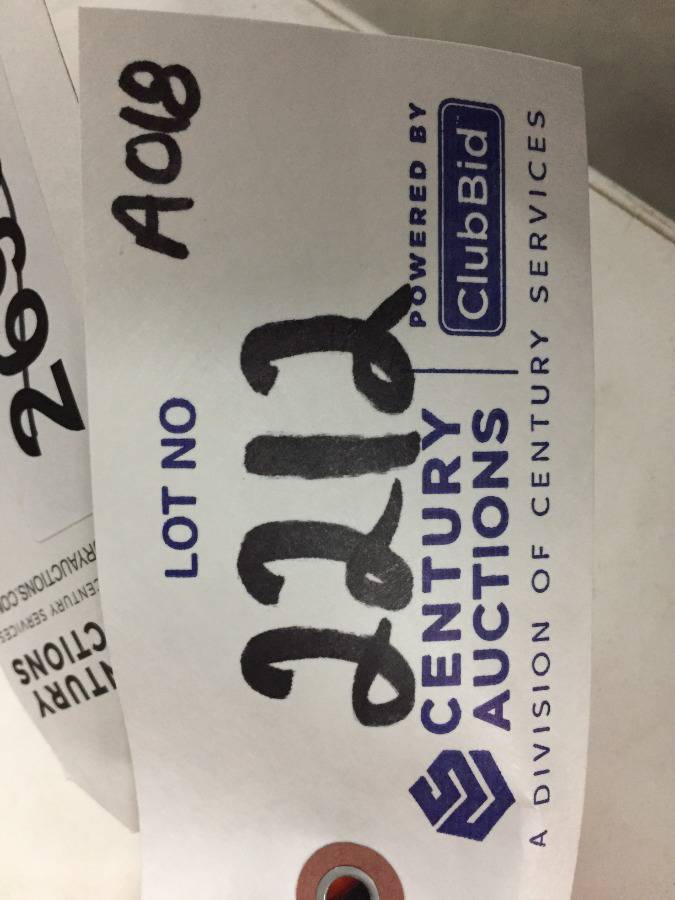 A018
LOT NO
2212
CENTURY
AUCTIONS
POWERED BY
ClubBid
A DIVISION OF CENTURY SERVICES